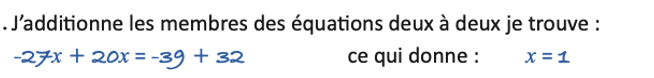 . J’additionne les membres des équations deux à deux je trouve :
-27x + 20x = -39 + 32 ce qui donne : x = 1